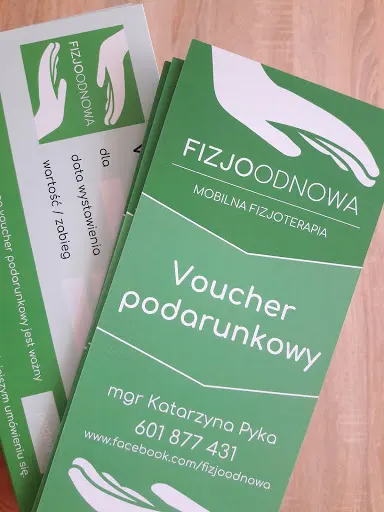 FIZJOODNOWA
MOBILNA FIZJOTERAPIA
Voucher
podarunkowy
mgr Katarzyna Pyka
601 877 431
www.facebook.com/fizjoodnowa
FIZJOODNOWA
dla
data wystawienia
wartość / zabieg
voucher podarunkowy jest ważny
umówieniu się.